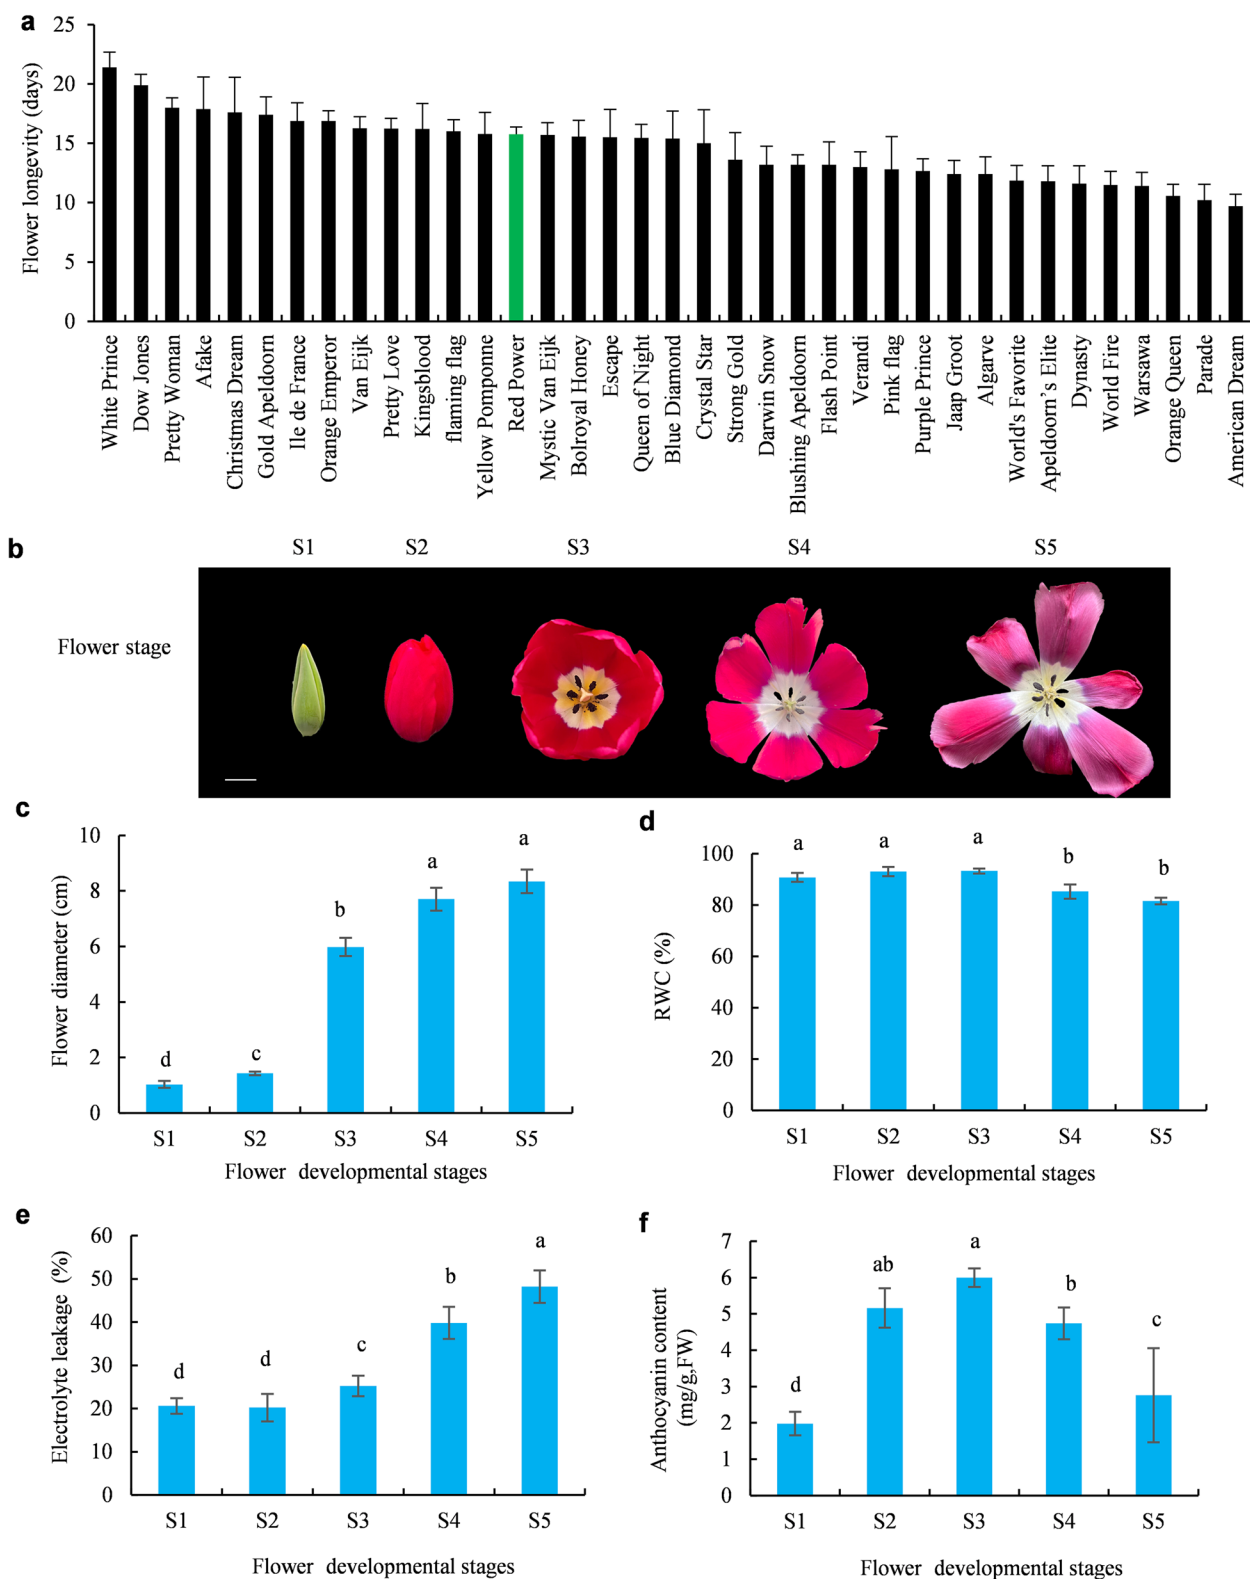 a
Flower longevity (days)
25
20
15
10
5
0
White Prince
Dow Jones
Pretty Woman
Afake
Christmas Dream
Gold Apeldoorn
Ile de France
Orange Emperor
Van Eijk
Pretty Love
Kingsblood
flaming flag
Yellow Pomponne
Red Power
Mystic Van Eijk
Bolroyal Honey
Escape
Queen of Night
Blue Diamond
Crystal Star
Strong Gold
Darwin Snow
Blushing Apeldoorn
Flash Point
Verandi
Pink flag
Purple Prince
Jaap Groot
Algarve
World's Favorite
Apeldoorn's Elite
Dynasty
World Fire
Warsawa
Orange Queen
Parade
American Dream
b
S1 S2 S3 S4 S5
Flower stage
c
Flower diameter (cm)
10
8
6
4
2
0
d c b a a
S1 S2 S3 S4 S5
Flower developmental stages
d
RWC (%)
100
80
60
40
20
0
a a a b b
S1 S2 S3 S4 S5
Flower developmental stages
e
Electrolyte leakage (%)
60
50
40
30
20
10
0
d d c b a
S1 S2 S3 S4 S5
Flower developmental stages
f
Anthocyanin content
(mg/g,FW)
7
6
5
4
3
2
1
0
d ab a b c
S1 S2 S3 S4 S5
Flower developmental stages